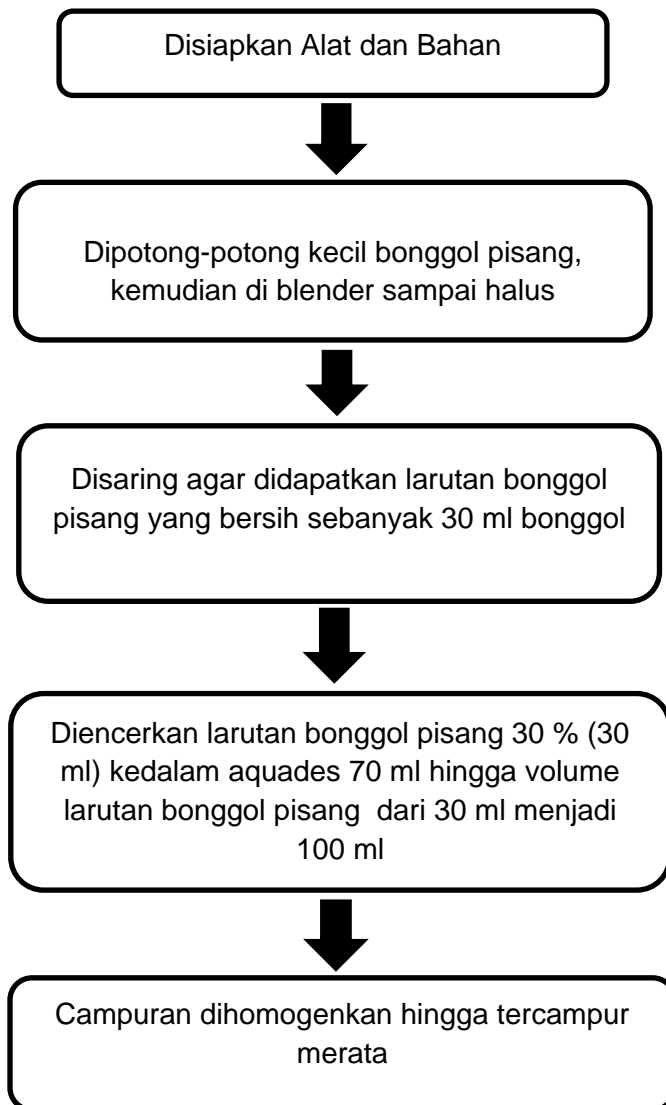 Disiapkan Alat dan Bahan
Dipotong-potong kecil bonggol pisang,
kemudian di blender sampai halus
Disaring agar didapatkan larutan bonggol
pisang yang bersih sebanyak 30 ml bonggol
Diencerkan larutan bonggol pisang 30 % (30
ml) kedalam aquades 70 ml hingga volume
larutan bonggol pisang  dari 30 ml menjadi
100 ml
Campuran dihomogenkan hingga tercampur
merata